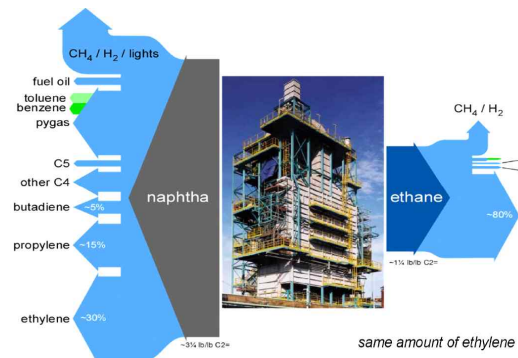 CH₄ / H₂ / lights
fuel oil
toluene
benzene
pygas
C5
other C4
butadiene
~5%
propylene
~15%
ethylene
~30%
naphtha
~3¼ lb/lb C2=
ethane
~1¼ lb/lb C2=
CH₄ / H₂
~80%
same amount of ethylene